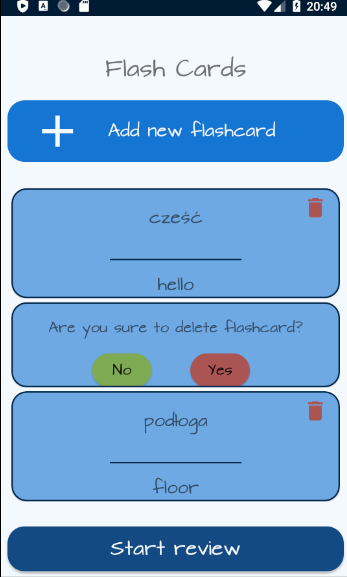 20:49
Flash Cards
Add new flashcard
cześć
hello
Are you sure to delete flashcard?
No Yes
podłoga
floor
Start review